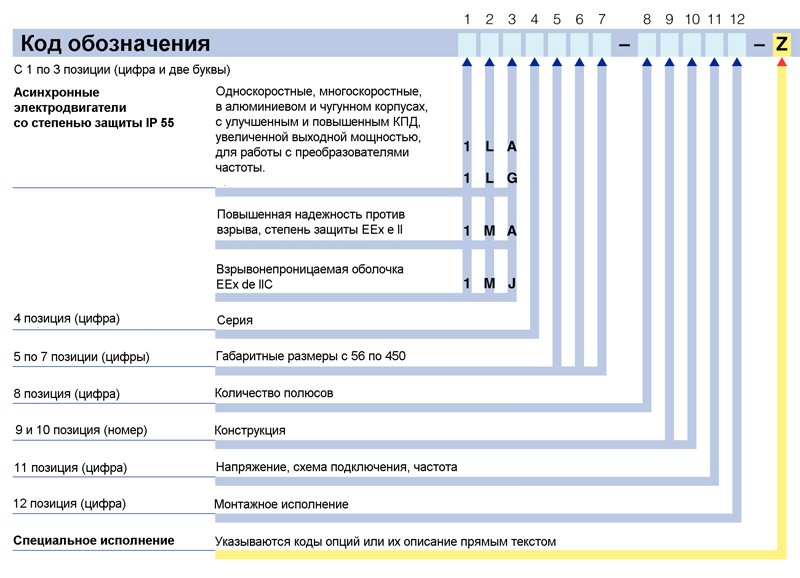 1 2 3 4 5 6 7 8 9 10 11 12
Код обозначения – – Z
С 1 по 3 позиции (цифра и две буквы)
Асинхронные
электродвигатели
со степенью защиты IP 55
Односкоростные, многоскоростные,
в алюминиевом и чугунном корпусах,
с улучшенным и повышенным КПД,
увеличенной выходной мощностью,
для работы с преобразователями
частоты.
1 L A
1 L G
Повышенная надежность против
взрыва, степень защиты EEx e ll
1 M A
Взрывонепроницаемая оболочка
EEx de IIC
1 M J
4 позиция (цифра)
Серия
5 по 7 позиции (цифры)
Габаритные размеры с 56 по 450
8 позиция (цифра)
Количество полюсов
9 и 10 позиция (номер)
Конструкция
11 позиция (цифра)
Напряжение, схема подключения, частота
12 позиция (цифра)
Монтажное исполнение
Специальное исполнение
Указываются коды опций или их описание прямым текстом